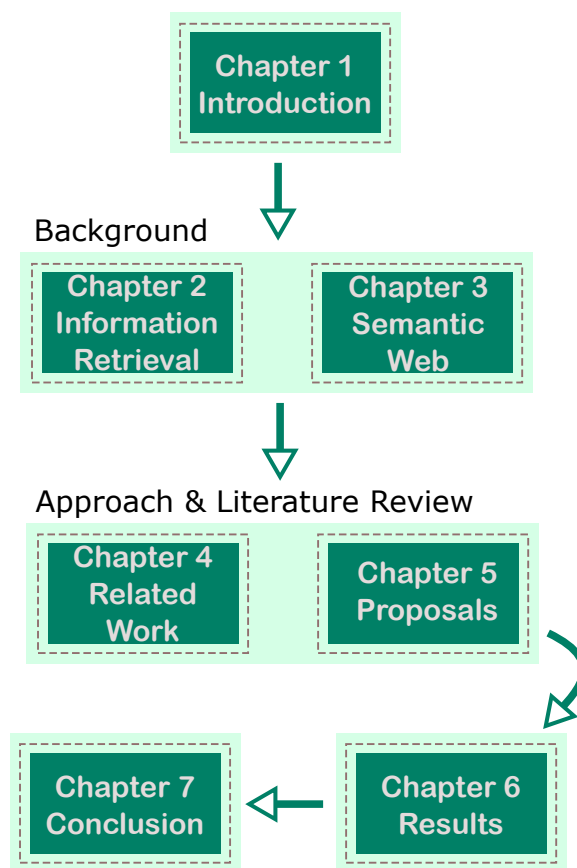 Chapter 1
Introduction
Background
Chapter 2
Information
Retrieval
Chapter 3
Semantic
Web
Approach & Literature Review
Chapter 4
Related
Work
Chapter 5
Proposals
Chapter 7
Conclusion
Chapter 6
Results